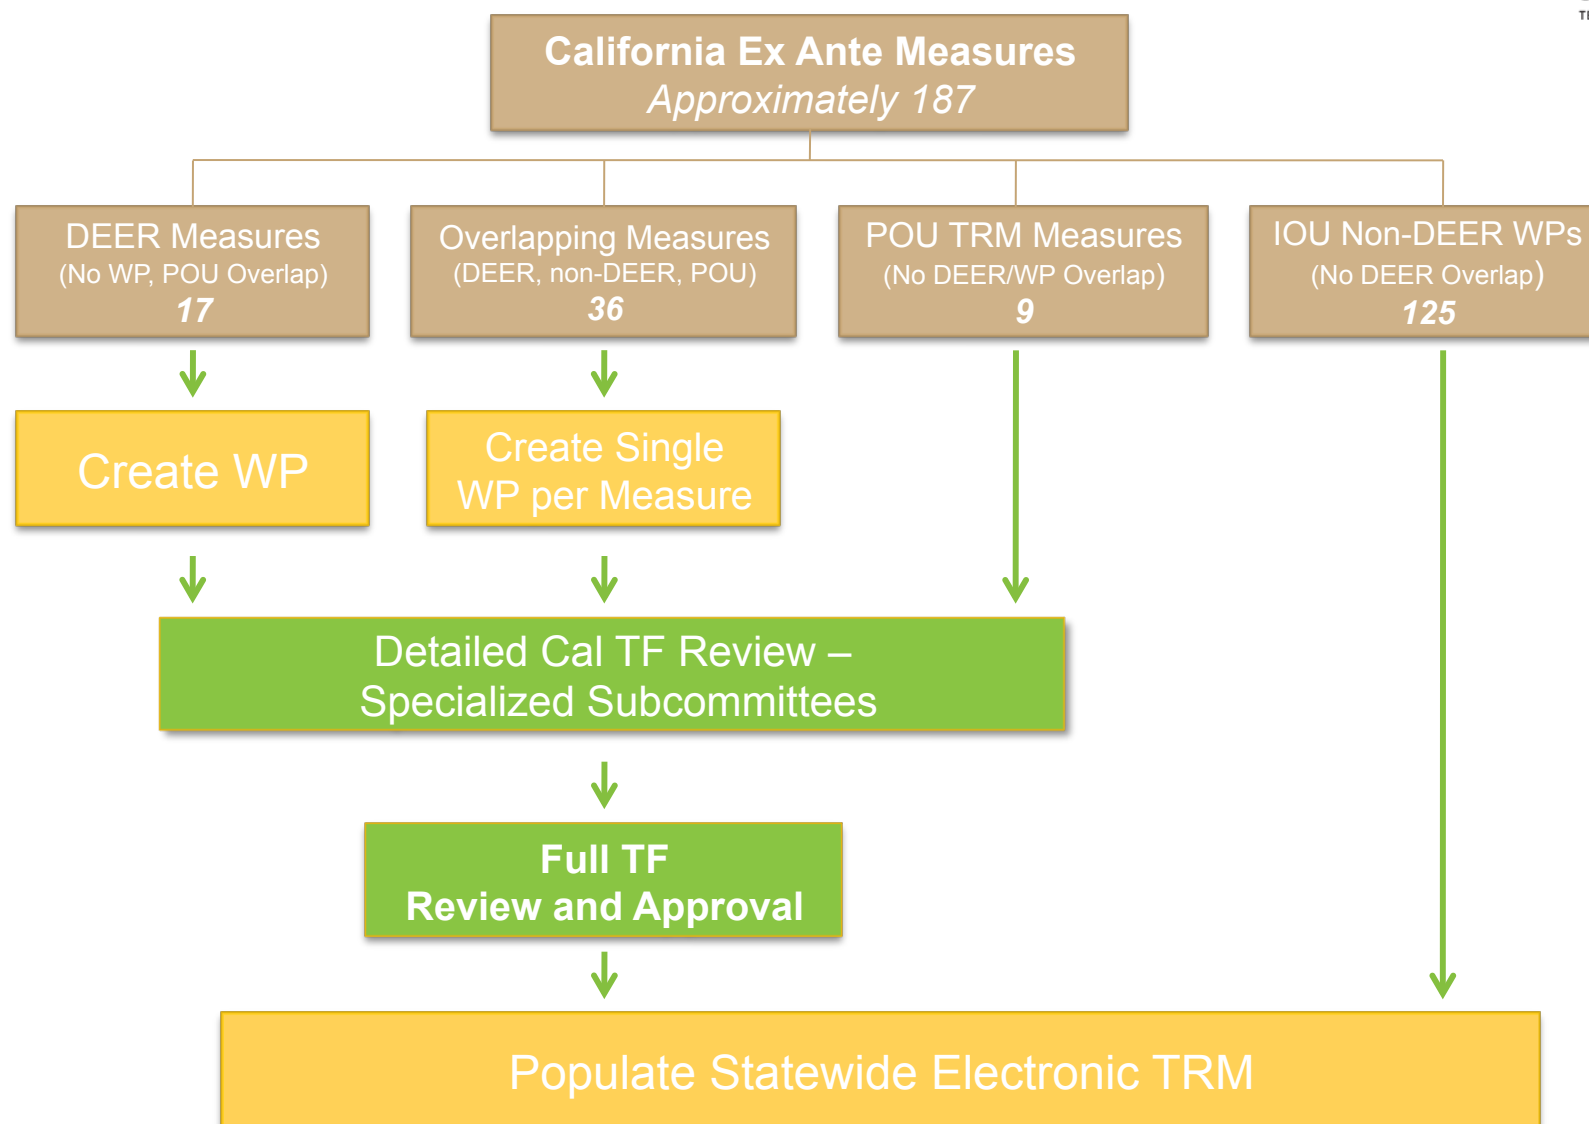 California Ex Ante Measures
Approximately 187
DEER Measures
(No WP, POU Overlap)
17
Overlapping Measures
(DEER, non-DEER, POU)
36
POU TRM Measures
(No DEER/WP Overlap)
9
IOU Non-DEER WPs
(No DEER Overlap)
125
Create WP
Create Single
WP per Measure
Detailed Cal TF Review –
Specialized Subcommittees
Full TF
Review and Approval
Populate Statewide Electronic TRM